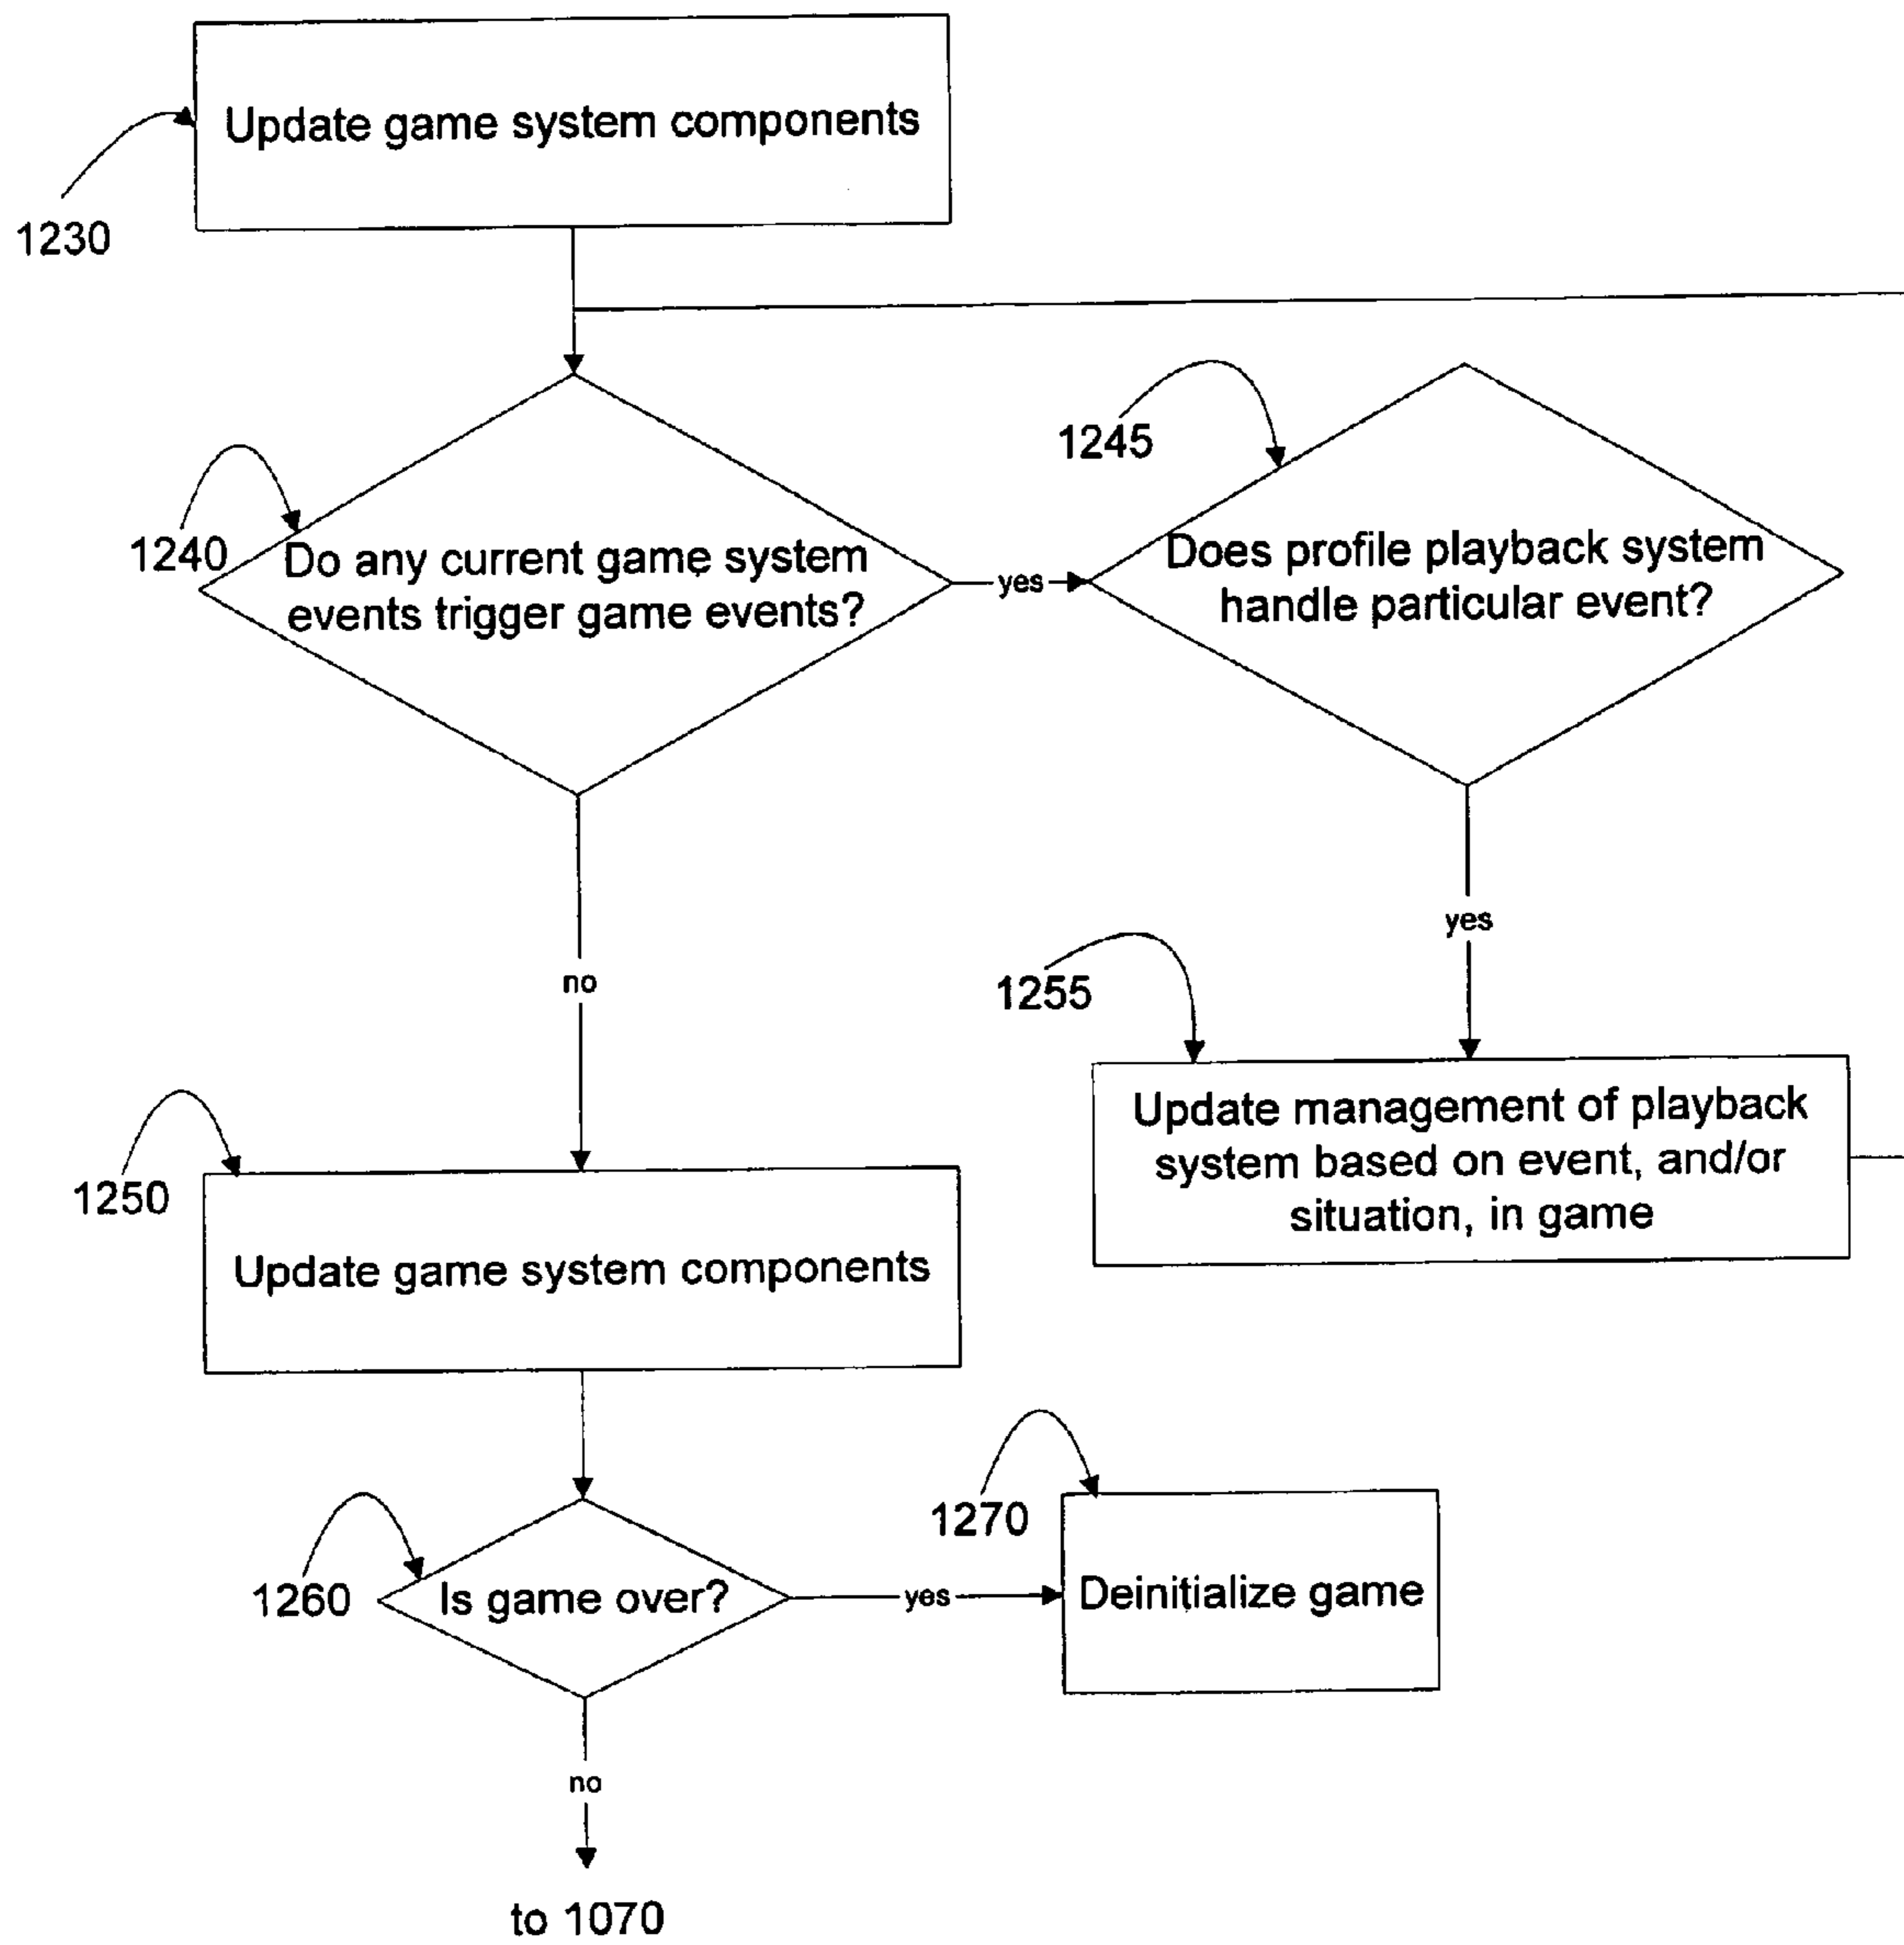 Update game system components
1230
1245
1240
Do any current game system
events trigger game events?
yes
Does profile playback system
handle particular event?
yes
no
1255
Update management of playback
system based on event, and/or
situation, in game
1250
Update game system components
1270
1260
Is game over?
yes
Deinitialize game
no
to 1070